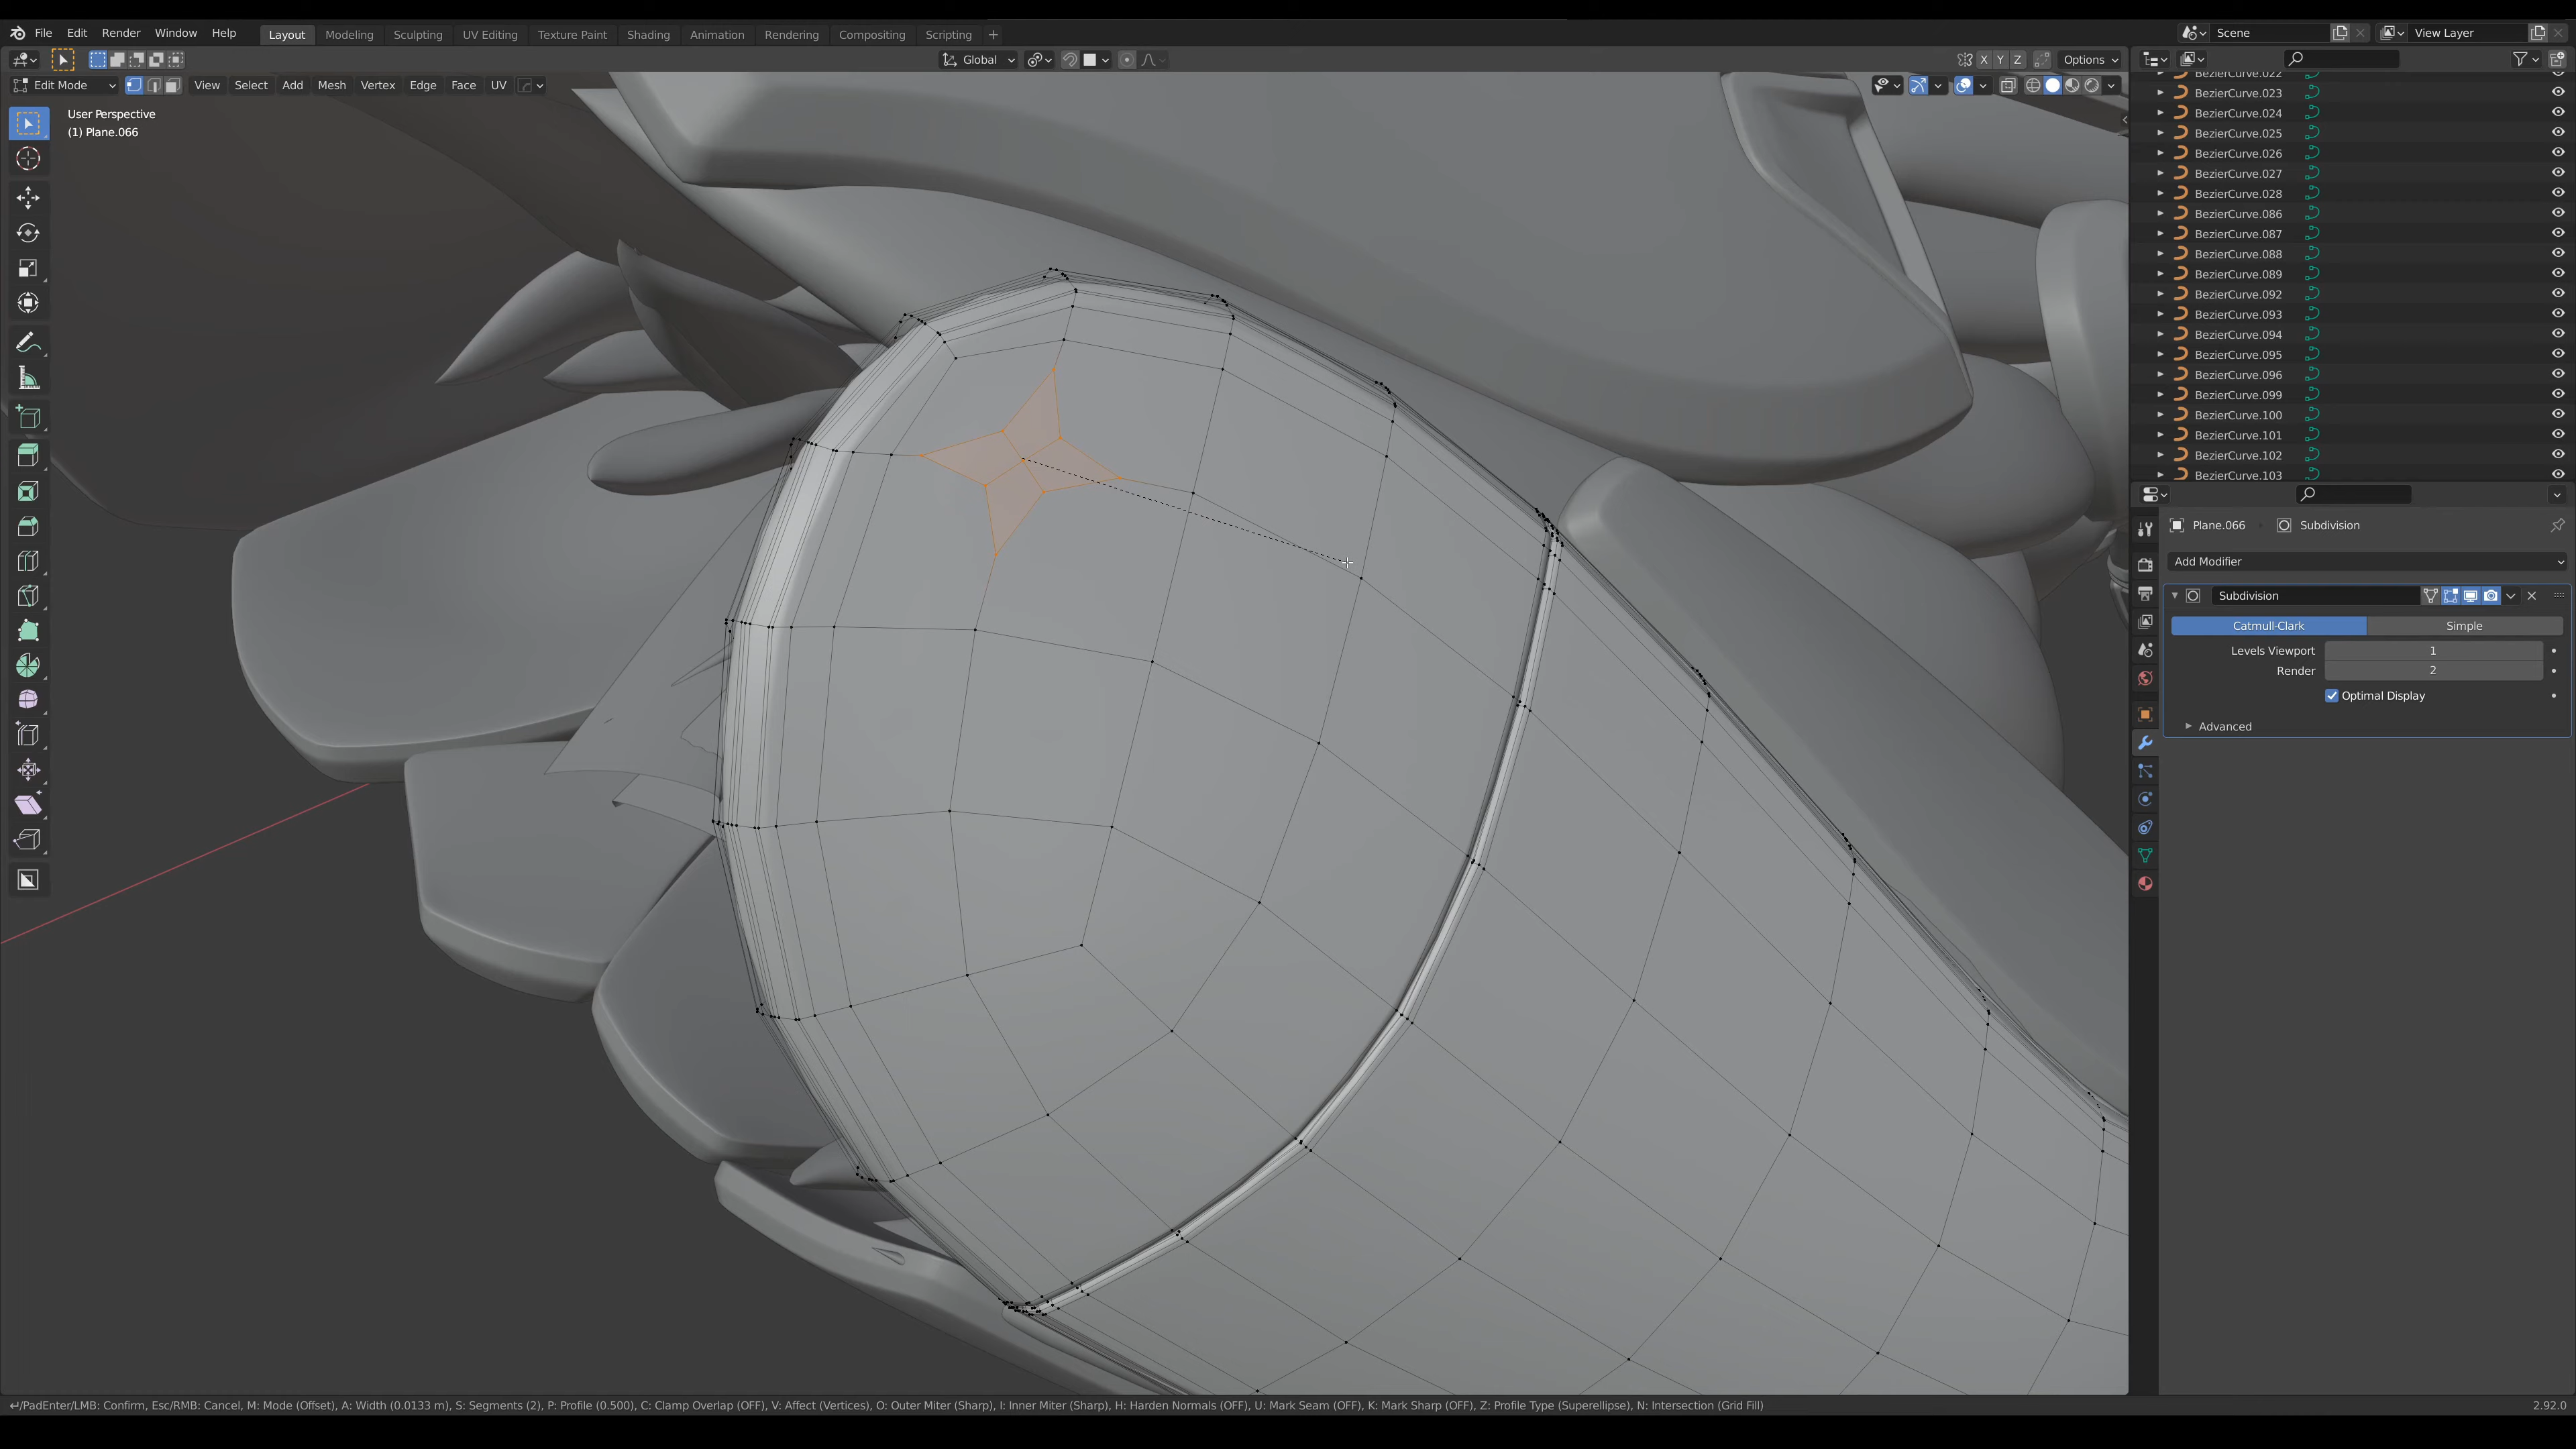 File Edit Render Window Help Layout Modeling Sculpting UV Editing Texture Paint Shading Animation Rendering Compositing Scripting +
Scene View Layer
Global X Y Z Options
Edit Mode View Select Add Mesh Vertex Edge Face UV
User Perspective
(1) Plane.066
BezierCurve.022
BezierCurve.023
BezierCurve.024
BezierCurve.025
BezierCurve.026
BezierCurve.027
BezierCurve.028
BezierCurve.086
BezierCurve.087
BezierCurve.088
BezierCurve.089
BezierCurve.092
BezierCurve.093
BezierCurve.094
BezierCurve.095
BezierCurve.096
BezierCurve.099
BezierCurve.100
BezierCurve.101
BezierCurve.102
BezierCurve.103
Plane.066 Subdivision
Add Modifier
Subdivision
Catmull-Clark Simple
Levels Viewport 1
Render 2
Optimal Display
Advanced
↵/PadEnter/LMB: Confirm, Esc/RMB: Cancel, M: Mode (Offset), A: Width (0.0133 m), S: Segments (2), P: Profile (0.500), C: Clamp Overlap (OFF), V: Affect (Vertices), O: Outer Miter (Sharp), I: Inner Miter (Sharp), H: Harden Normals (OFF), U: Mark Seam (OFF), K: Mark Sharp (OFF), Z: Profile Type (Superellipse), N: Intersection (Grid Fill) 2.92.0